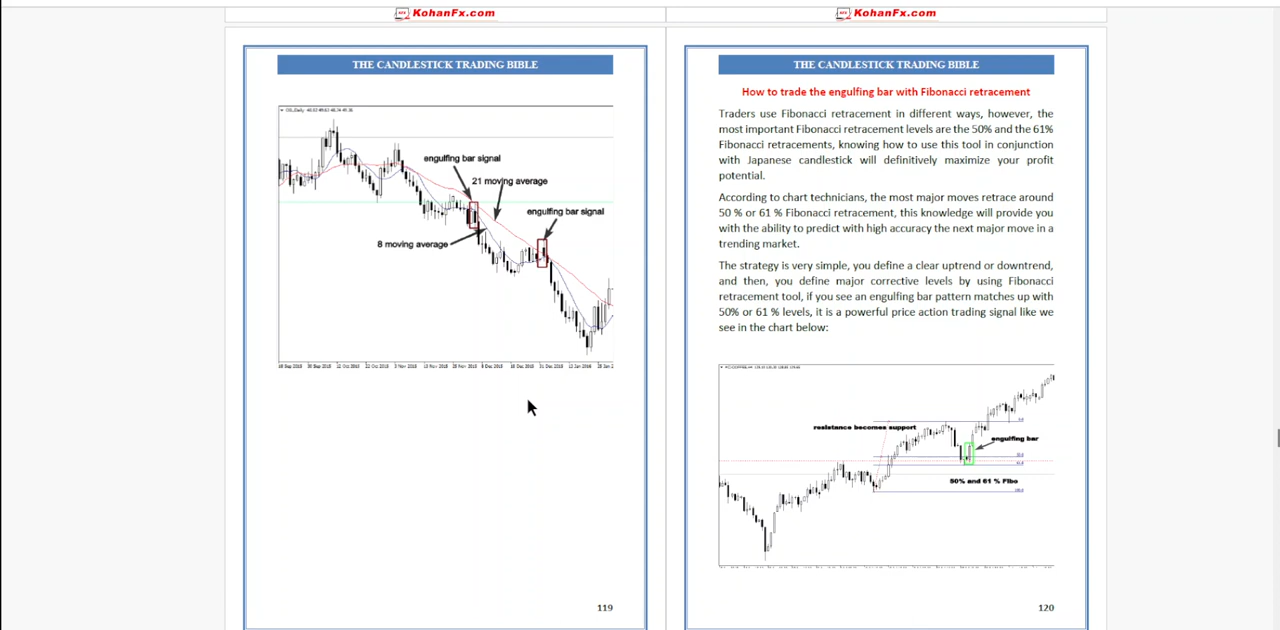 KohanFx.com
KohanFx.com
THE CANDLESTICK TRADING BIBLE
engulfing bar signal
21 moving average
engulfing bar signal
8 moving average
119
THE CANDLESTICK TRADING BIBLE
How to trade the engulfing bar with Fibonacci retracement
Traders use Fibonacci retracement in different ways, however, the
most important Fibonacci retracement levels are the 50% and the 61%
Fibonacci retracements, knowing how to use this tool in conjunction
with Japanese candlestick will definitively maximize your profit
potential.
According to chart technicians, the most major moves retrace around
50 % or 61 % Fibonacci retracement, this knowledge will provide you
with the ability to predict with high accuracy the next major move in a
trending market.
The strategy is very simple, you define a clear uptrend or downtrend,
and then, you define major corrective levels by using Fibonacci
retracement tool, if you see an engulfing bar pattern matches up with
50% or 61 % levels, it is a powerful price action trading signal like we
see in the chart below:
resistance becomes support
engulfing bar
50% and 61 % Fibo
120